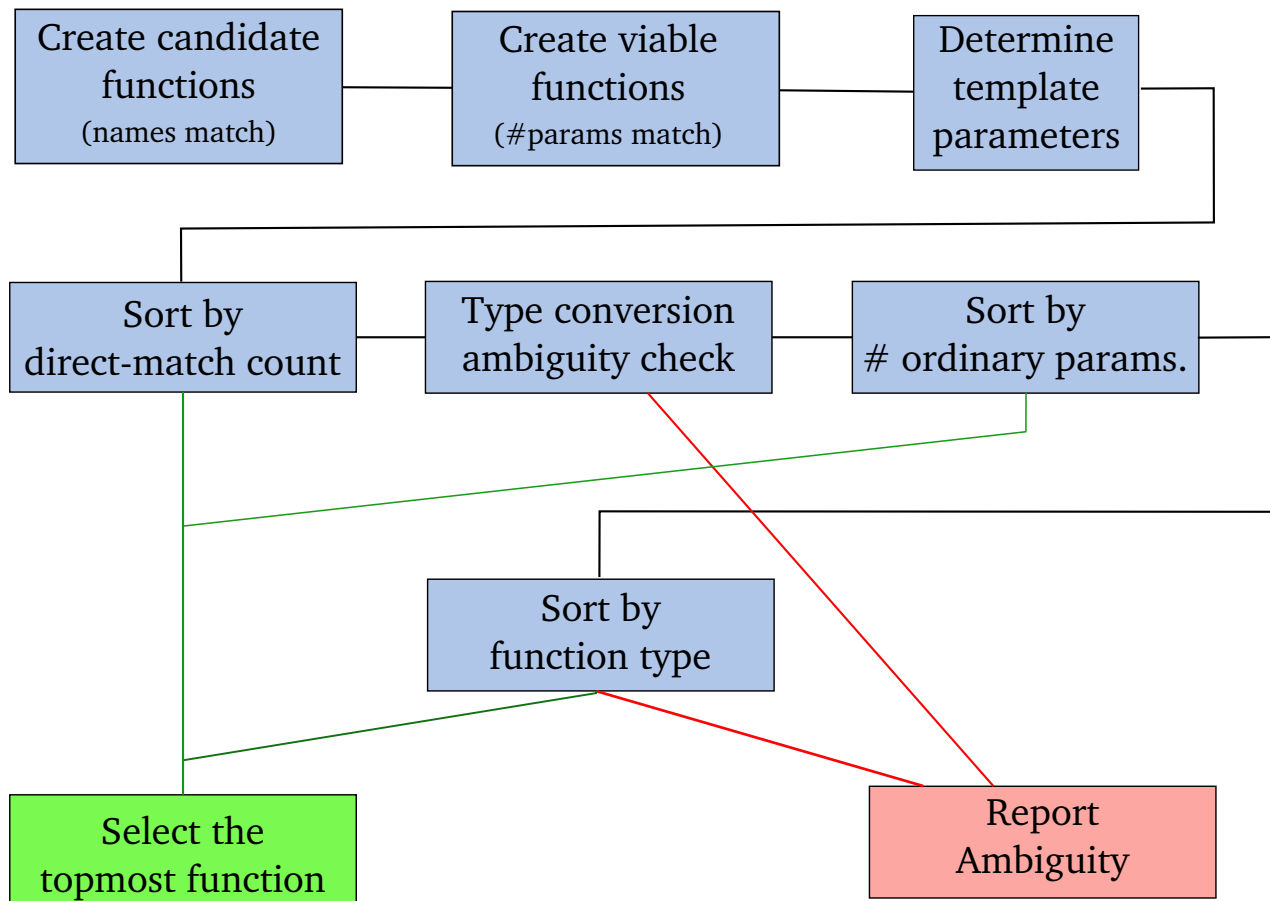 Create candidate
functions
(names match)
Create viable
functions
(#params match)
Determine
template
parameters
Sort by
direct-match count
Type conversion
ambiguity check
Sort by
# ordinary params.
Sort by
function type
Select the
topmost function
Report
Ambiguity